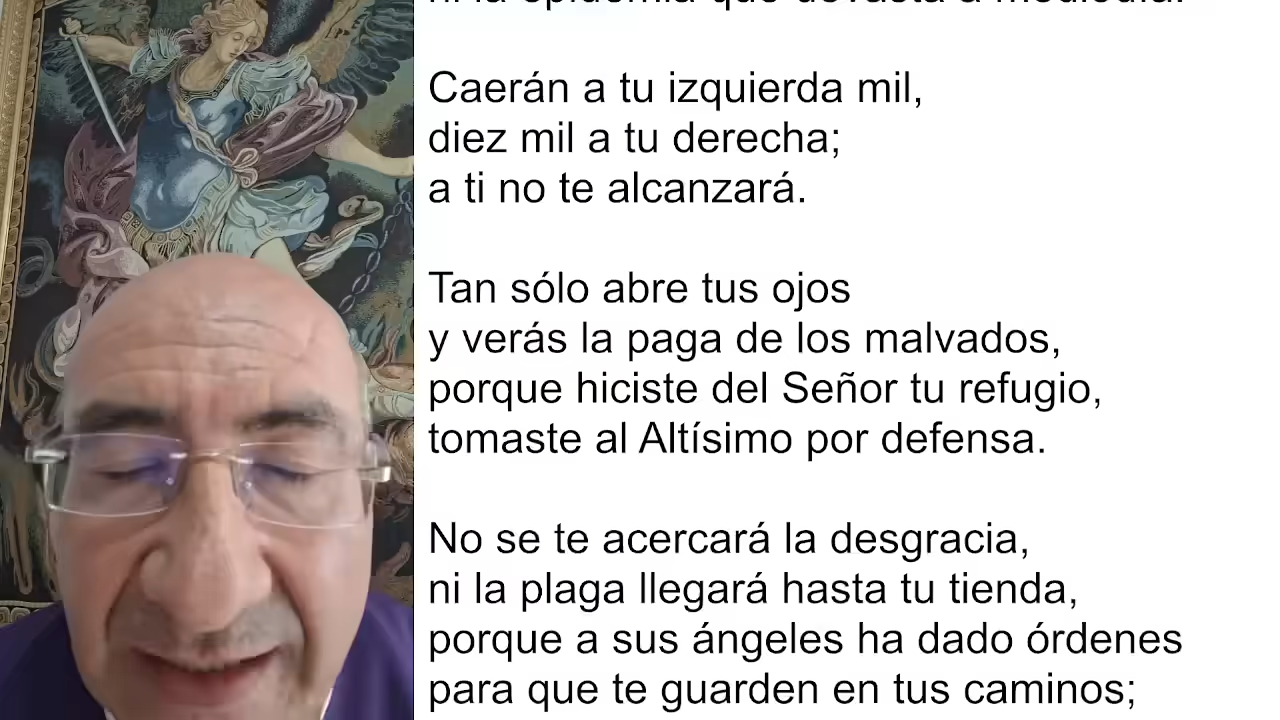 Caerán a tu izquierda mil,
diez mil a tu derecha;
a ti no te alcanzará.
Tan sólo abre tus ojos
y verás la paga de los malvados,
porque hiciste del Señor tu refugio,
tomaste al Altísimo por defensa.
No se te acercará la desgracia,
ni la plaga llegará hasta tu tienda,
porque a sus ángeles ha dado órdenes
para que te guarden en tus caminos;